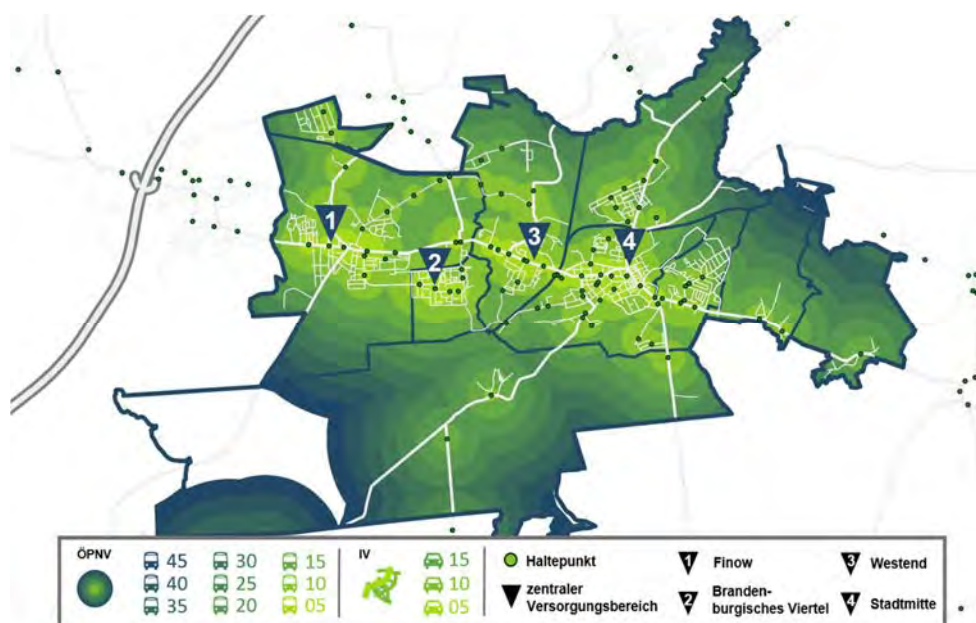 1
2
3
4
ÖPNV
45
30
15
40
25
10
35
20
05
IV
15
10
05
Haltepunkt
zentraler
Versorgungsbereich
1
Finow
2
Branden-
burgisches Viertel
3
Westend
4
Stadtmitte